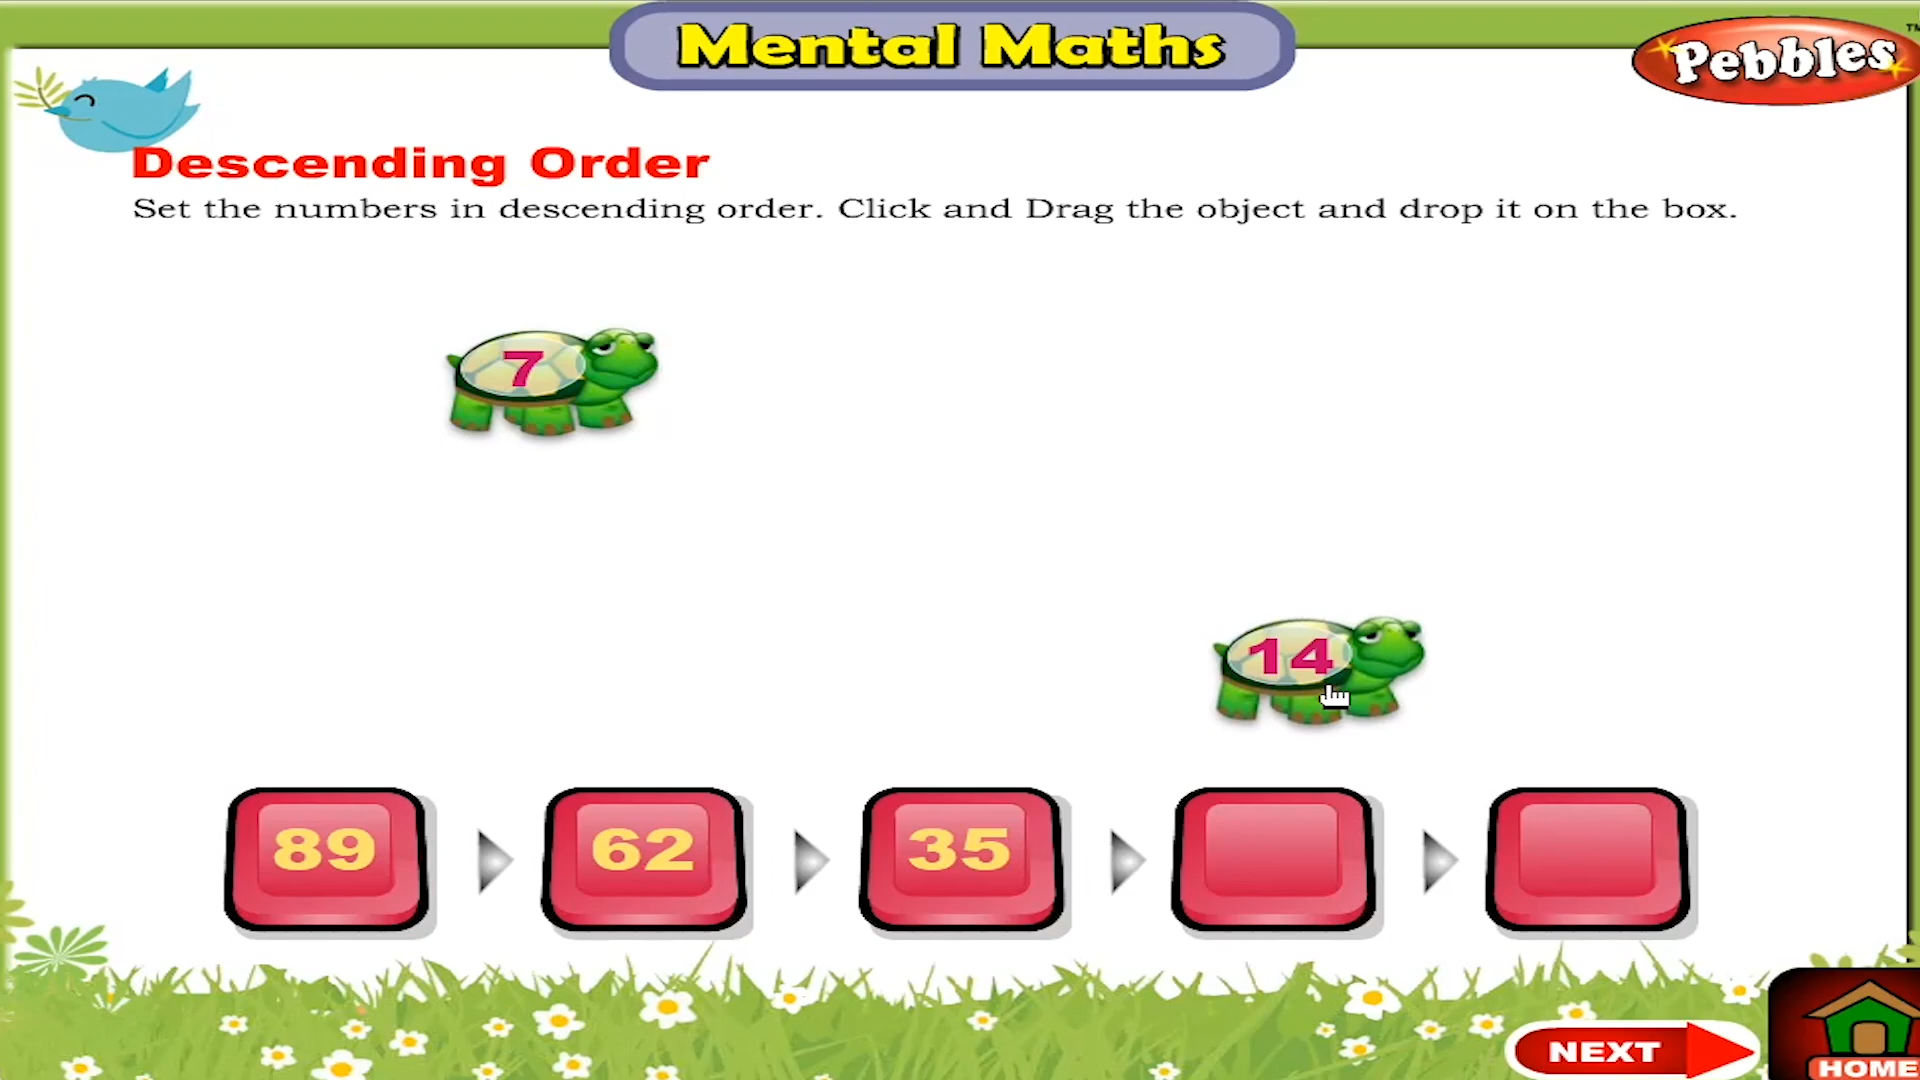 Mental Maths
Pebbles
TM
Descending Order
Set the numbers in descending order. Click and Drag the object and drop it on the box.
7
14
89 62 35
NEXT
HOME